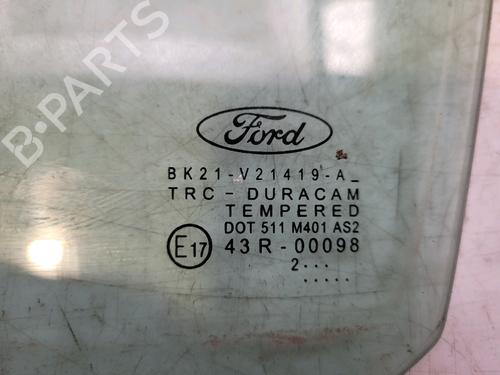 B-PARTS
Ford
BK21-V21419-A_
TRC - DURACAM
TEMPERED
DOT 511 M401 AS2
E17 43R-00098
2...
.....